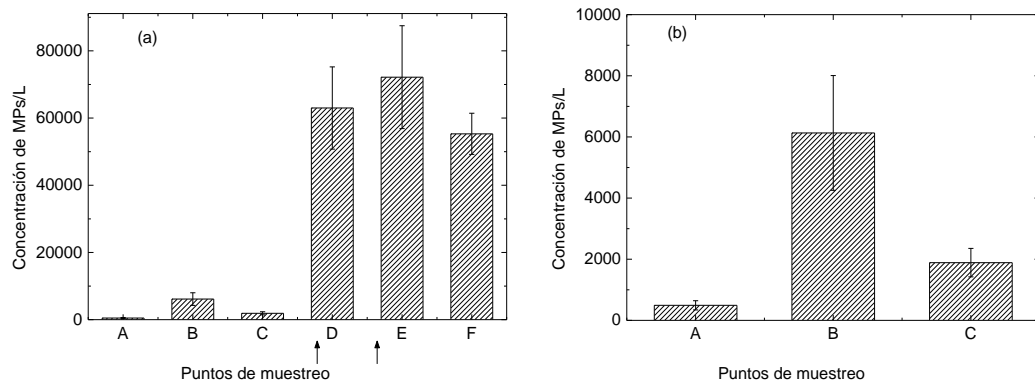 (a)
Concentración de MPs/L
80000
60000
40000
20000
0
A B C D E F
Puntos de muestreo
(b)
Concentración de MPs/L
10000
8000
6000
4000
2000
0
A B C
Puntos de muestreo